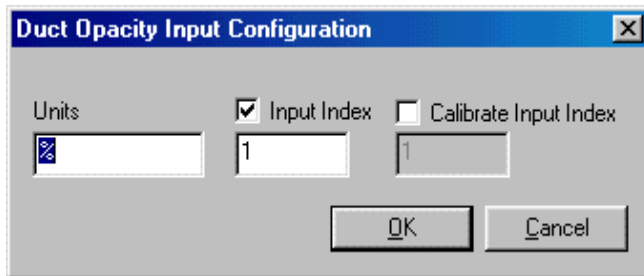 Duct Opacity Input Configuration
Units Input Index Calibrate Input Index
% 1 1
OK Cancel